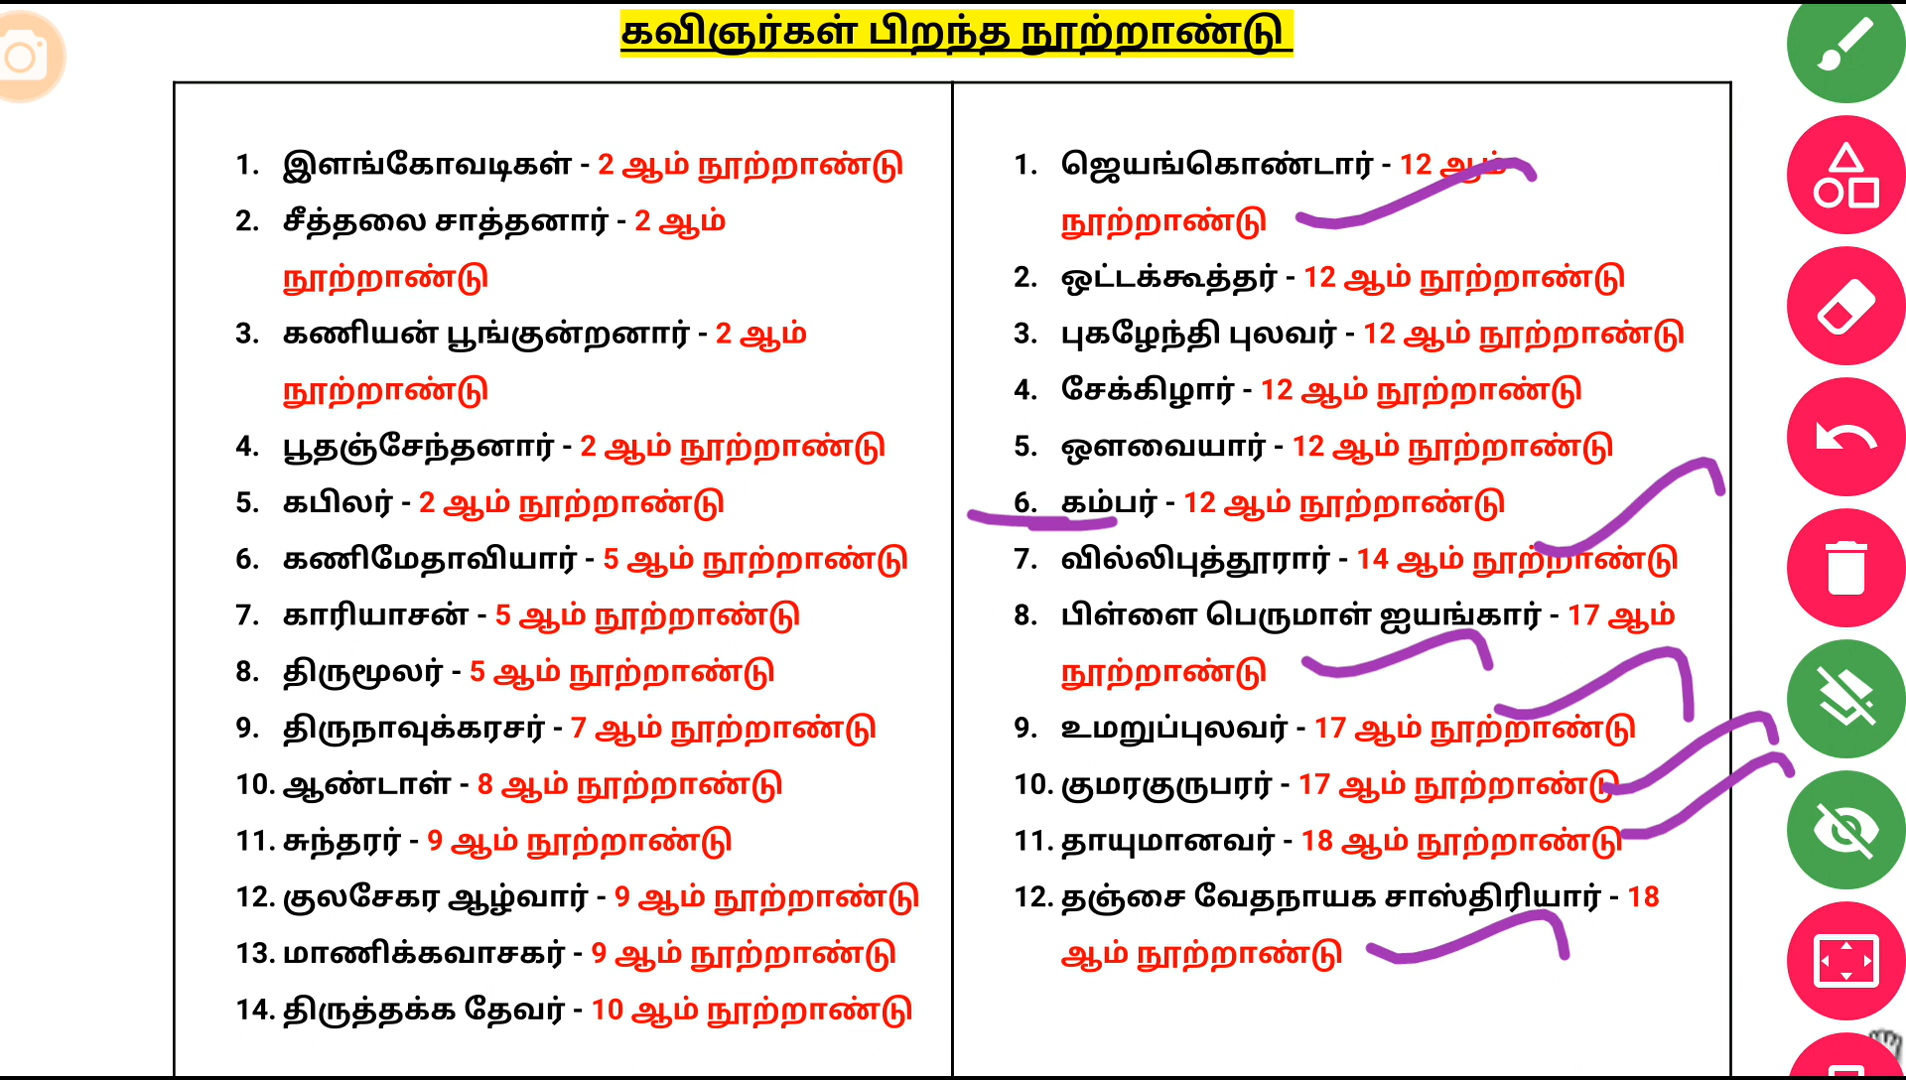 கவிஞர்கள் பிறந்த நூற்றாண்டு
1. இளங்கோவடிகள் - 2 ஆம் நூற்றாண்டு
2. சீத்தலை சாத்தனார் - 2 ஆம்
நூற்றாண்டு
3. கணியன் பூங்குன்றனார் - 2 ஆம்
நூற்றாண்டு
4. பூதஞ்சேந்தனார் - 2 ஆம் நூற்றாண்டு
5. கபிலர் - 2 ஆம் நூற்றாண்டு
6. கணிமேதாவியார் - 5 ஆம் நூற்றாண்டு
7. காரியாசன் - 5 ஆம் நூற்றாண்டு
8. திருமூலர் - 5 ஆம் நூற்றாண்டு
9. திருநாவுக்கரசர் - 7 ஆம் நூற்றாண்டு
10. ஆண்டாள் - 8 ஆம் நூற்றாண்டு
11. சுந்தரர் - 9 ஆம் நூற்றாண்டு
12. குலசேகர ஆழ்வார் - 9 ஆம் நூற்றாண்டு
13. மாணிக்கவாசகர் - 9 ஆம் நூற்றாண்டு
14. திருத்தக்க தேவர் - 10 ஆம் நூற்றாண்டு
1. ஜெயங்கொண்டார் - 12 ஆம்
நூற்றாண்டு
2. ஒட்டக்கூத்தர் - 12 ஆம் நூற்றாண்டு
3. புகழேந்தி புலவர் - 12 ஆம் நூற்றாண்டு
4. சேக்கிழார் - 12 ஆம் நூற்றாண்டு
5. ஔவையார் - 12 ஆம் நூற்றாண்டு
6. கம்பர் - 12 ஆம் நூற்றாண்டு
7. வில்லிபுத்தூரார் - 14 ஆம் நூற்றாண்டு
8. பிள்ளை பெருமாள் ஐயங்கார் - 17 ஆம்
நூற்றாண்டு
9. உமறுப்புலவர் - 17 ஆம் நூற்றாண்டு
10. குமரகுருபரர் - 17 ஆம் நூற்றாண்டு
11. தாயுமானவர் - 18 ஆம் நூற்றாண்டு
12. தஞ்சை வேதநாயக சாஸ்திரியார் - 18
ஆம் நூற்றாண்டு